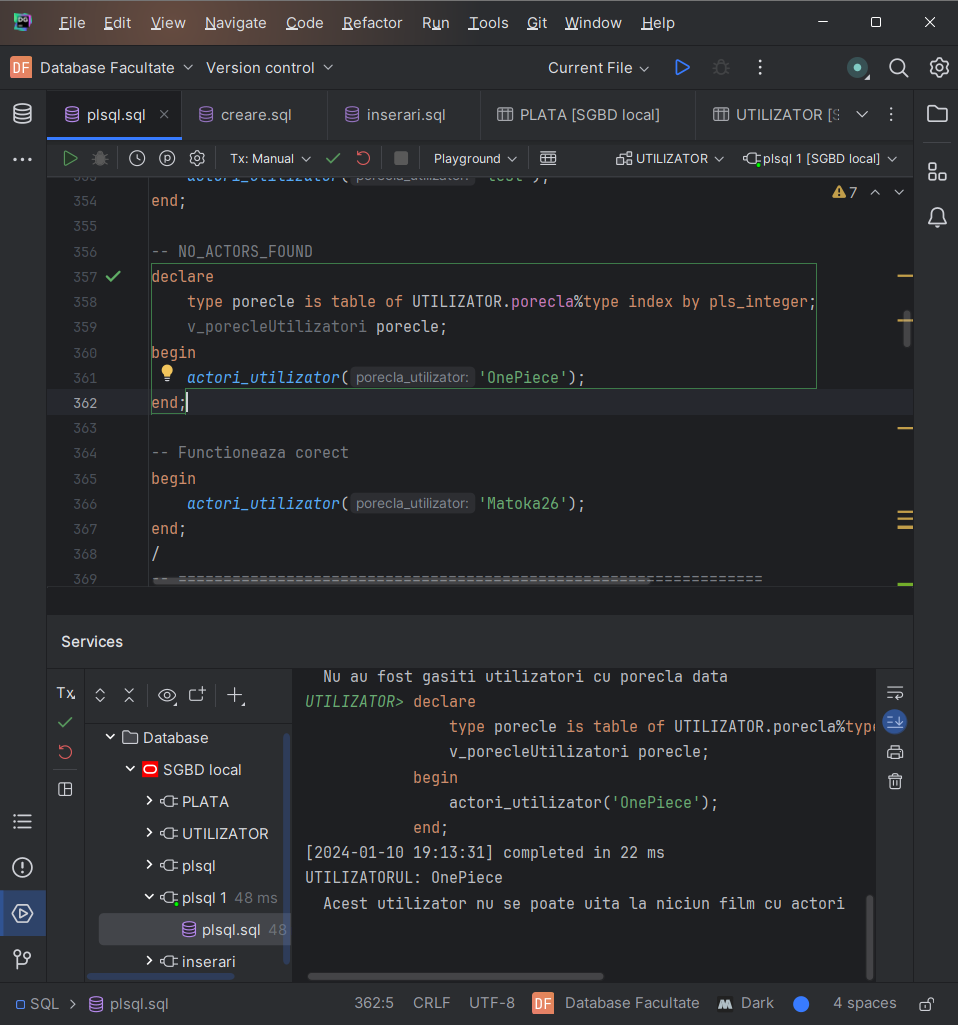 File Edit View Navigate Code Refactor Run Tools Git Window Help
DF Database Facultate Version control Current File
plsql.sql creare.sql inserari.sql PLATA [SGBD local] UTILIZATOR [S
Tx: Manual Playground UTILIZATOR plsql 1 [SGBD local]
353 actori_utilizator( porecla_utilizator: 'test');
354 end; 7
355
356 -- NO_ACTORS_FOUND
357 declare
358 type porecle is table of UTILIZATOR.porecla%type index by pls_integer;
359 v_porecleUtilizatori porecle;
360 begin
361 actori_utilizator( porecla_utilizator: 'OnePiece');
362 end;
363
364 -- Functioneaza corect
365 begin
366 actori_utilizator( porecla_utilizator: 'Matoka26');
367 end;
368 /
369 -- =================================================================
Services
Tx
Database
SGBD local
PLATA
UTILIZATOR
plsql
plsql 1 48 ms
plsql.sql 48
inserari
Nu au fost gasiti utilizatori cu porecla data
UTILIZATOR> declare
type porecle is table of UTILIZATOR.porecla%type
v_porecleUtilizatori porecle;
begin
actori_utilizator('OnePiece');
end;
[2024-01-10 19:13:31] completed in 22 ms
UTILIZATORUL: OnePiece
Acest utilizator nu se poate uita la niciun film cu actori
SQL > plsql.sql 362:5 CRLF UTF-8 DF Database Facultate M Dark 4 spaces